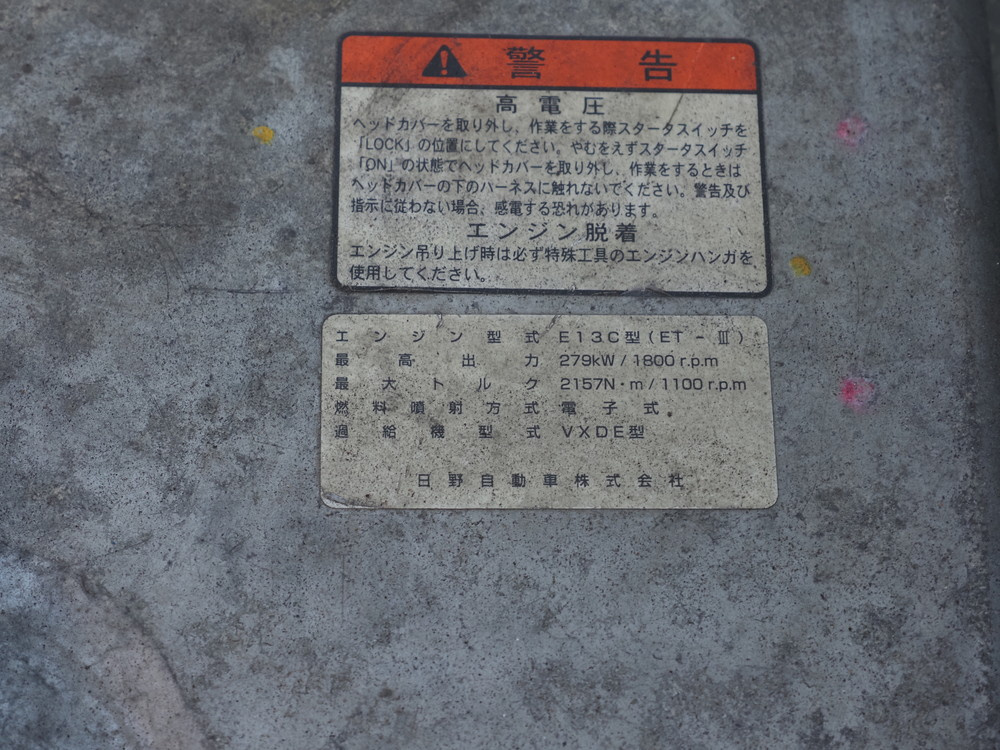 警告
高電圧
ヘッドカバーを取り外し、作業をする際スタータスイッチを
「LOCK」の位置にしてください。やむをえずスタータスイッチ
「ON」の状態でヘッドカバーを取り外し、作業をするときは
ヘッドカバーの下のハーネスに触れないでください。警告及び
指示に従わない場合、感電する恐れがあります。
エンジン脱着
エンジン吊り上げ時は必ず特殊工具のエンジンハンガを
使用してください。
エンジン型式 E13C型(ET-Ⅲ)
最高出力 279kW/1800r.p.m
最大トルク 2157N·m/1100r.p.m
燃料噴射方式 電子式
過給機型式 VXDE型
日野自動車株式会社